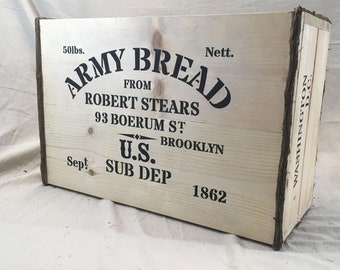 50lbs. Nett.
ARMY BREAD
FROM
ROBERT STEARS
93 BOERUM ST
BROOKLYN
U.S.
Sept SUB DEP 1862
WASHINGTON
D.C.